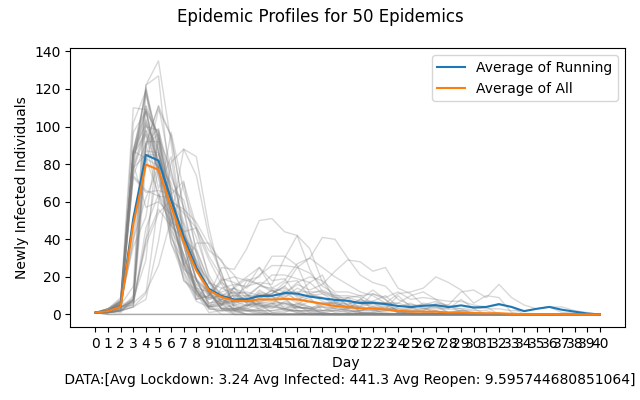 Epidemic Profiles for 50 Epidemics
140
120
100
80
60
40
20
0
Newly Infected Individuals
Average of Running
Average of All
0 1 2 3 4 5 6 7 8 9 10 11 12 13 14 15 16 17 18 19 20 21 22 23 24 25 26 27 28 29 30 31 32 33 34 35 36 37 38 39 40
Day
DATA:[Avg Lockdown: 3.24 Avg Infected: 441.3 Avg Reopen: 9.595744680851064]